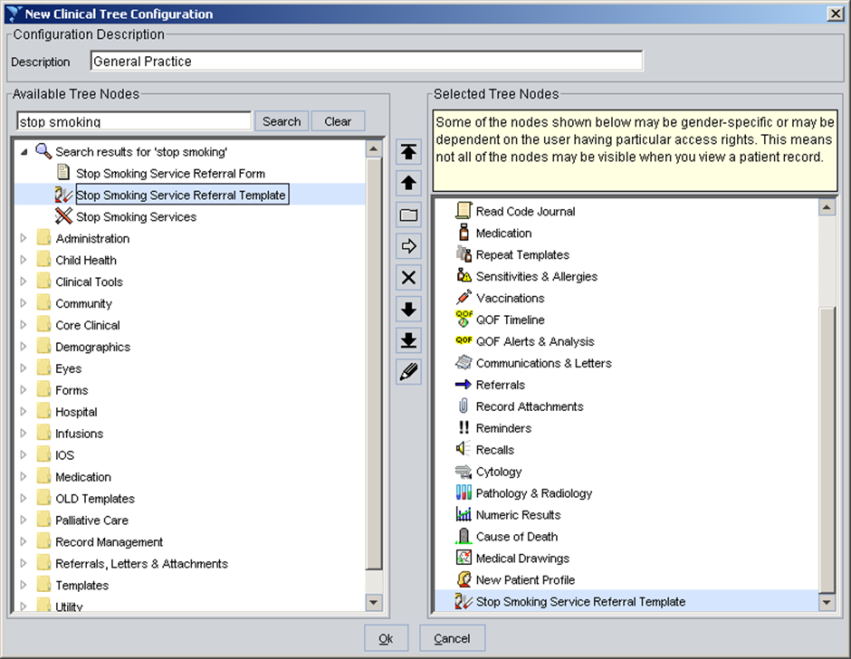 New Clinical Tree Configuration
Configuration Description
Description General Practice
Available Tree Nodes
stop smoking Search Clear
Search results for 'stop smoking'
Stop Smoking Service Referral Form
Stop Smoking Service Referral Template
Stop Smoking Services
Administration
Child Health
Clinical Tools
Community
Core Clinical
Demographics
Eyes
Forms
Hospital
Infusions
IOS
Medication
OLD Templates
Palliative Care
Record Management
Referrals, Letters & Attachments
Templates
Utility
Selected Tree Nodes
Some of the nodes shown below may be gender-specific or may be
dependent on the user having particular access rights. This means
not all of the nodes may be visible when you view a patient record.
Read Code Journal
Medication
Repeat Templates
Sensitivities & Allergies
Vaccinations
QOF QOF Timeline
QOF QOF Alerts & Analysis
Communications & Letters
Referrals
Record Attachments
Reminders
Recalls
Cytology
Pathology & Radiology
Numeric Results
Cause of Death
Medical Drawings
New Patient Profile
Stop Smoking Service Referral Template
Ok Cancel